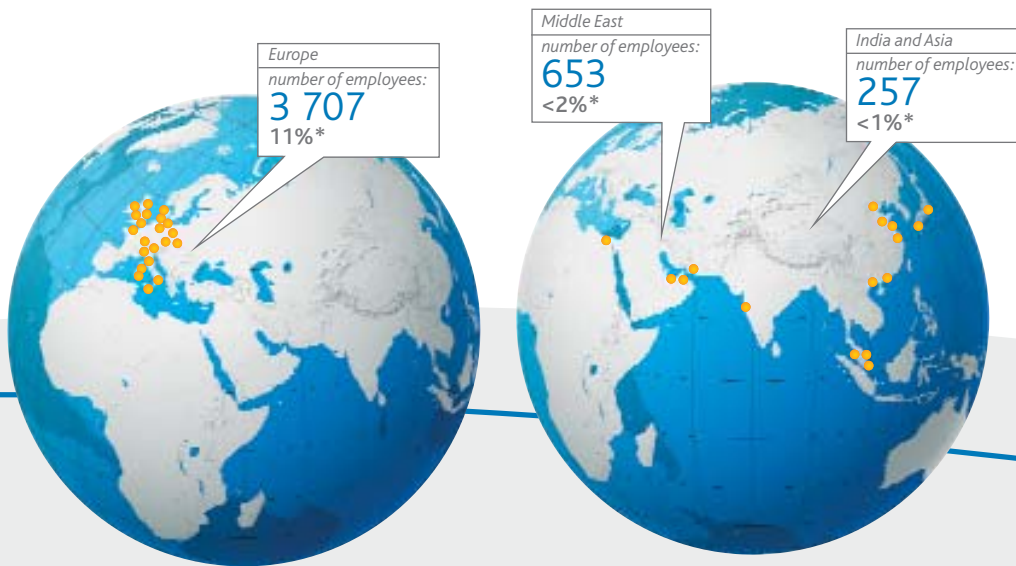 Europe
number of employees:
3 707
11%*
Middle East
number of employees:
653
<2%*
India and Asia
number of employees:
257
<1%*